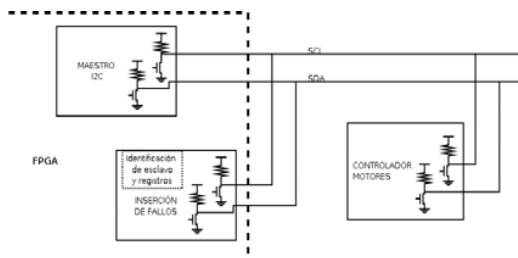 SCL
MAESTRO
I2C
SDA
FPGA
Identificación
de esclavo
y registros
INSERCIÓN
DE FALLOS
CONTROLADOR
MOTORES